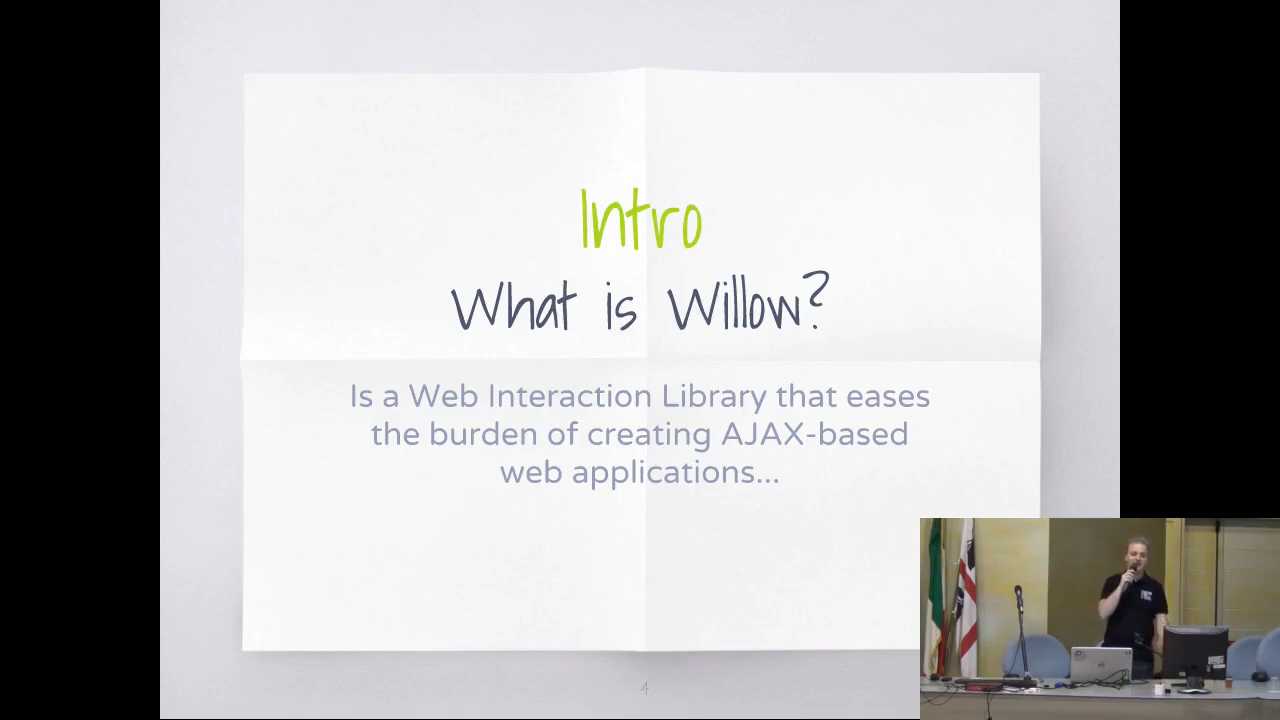 Intro
What is Willow?
Is a Web Interaction Library that eases
the burden of creating AJAX-based
web applications...
4